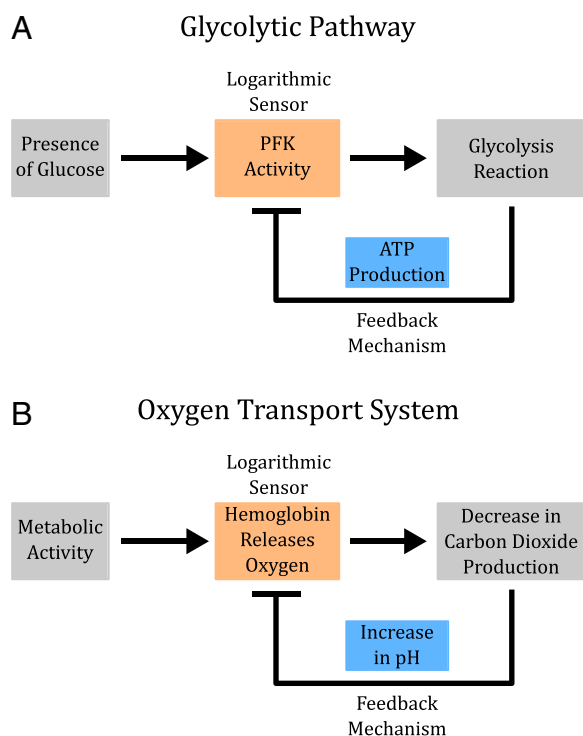 A
Glycolytic Pathway
Logarithmic
Sensor
Presence
of Glucose
PFK
Activity
Glycolysis
Reaction
ATP
Production
Feedback
Mechanism
B
Oxygen Transport System
Logarithmic
Sensor
Metabolic
Activity
Hemoglobin
Releases
Oxygen
Decrease in
Carbon Dioxide
Production
Increase
in pH
Feedback
Mechanism